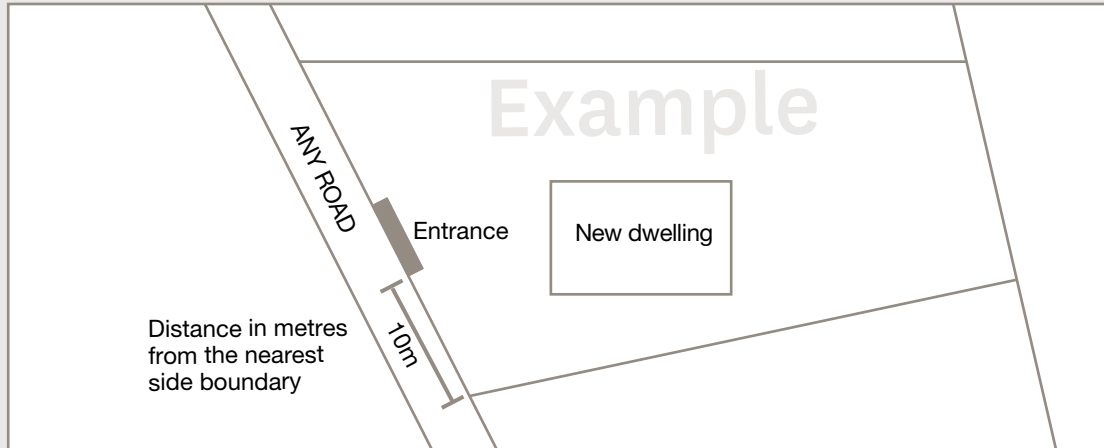 Example
ANY ROAD
Entrance
New dwelling
Distance in metres
from the nearest
side boundary
10m